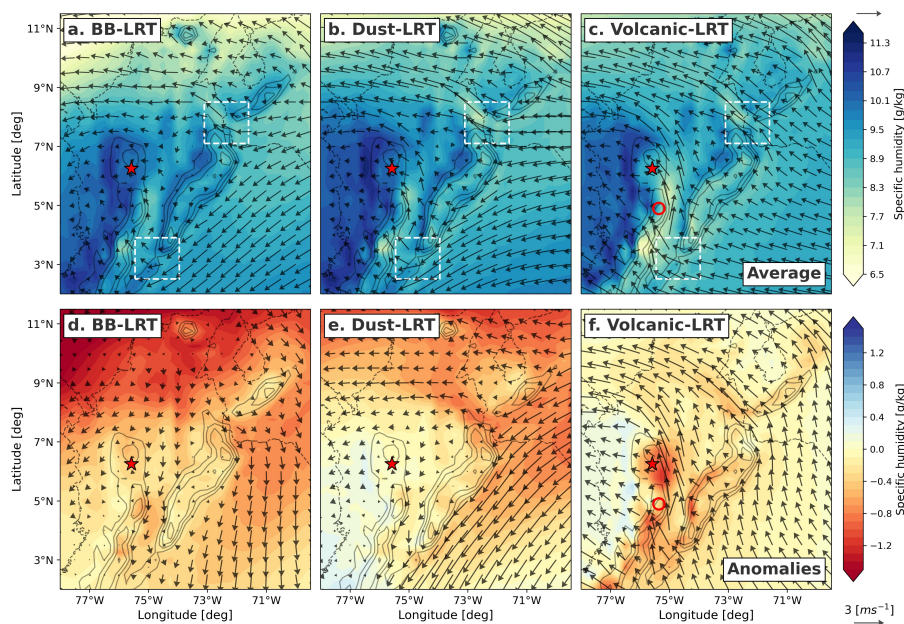 a. BB-LRT
b. Dust-LRT
c. Volcanic-LRT
11°N
9°N
7°N
5°N
3°N
Latitude [deg]
Average
11.3
10.7
10.1
9.5
8.9
8.3
7.7
7.1
6.5
Specific humidity [g/kg]
d. BB-LRT
e. Dust-LRT
f. Volcanic-LRT
11°N
9°N
7°N
5°N
3°N
Latitude [deg]
Anomalies
1.2
0.8
0.4
0.0
−0.4
−0.8
−1.2
Specific humidity [g/kg]
77°W 75°W 73°W 71°W
77°W 75°W 73°W 71°W
77°W 75°W 73°W 71°W
Longitude [deg]
Longitude [deg]
Longitude [deg]
3 [ms⁻¹]